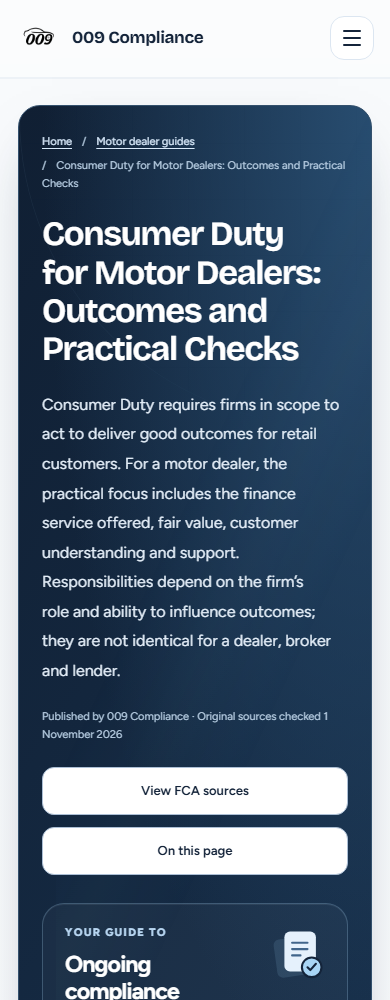 009 009 Compliance
Home / Motor dealer guides
/ Consumer Duty for Motor Dealers: Outcomes and Practical
Checks
Consumer Duty
for Motor Dealers:
Outcomes and
Practical Checks
Consumer Duty requires firms in scope to
act to deliver good outcomes for retail
customers. For a motor dealer, the
practical focus includes the finance
service offered, fair value, customer
understanding and support.
Responsibilities depend on the firm’s
role and ability to influence outcomes;
they are not identical for a dealer, broker
and lender.
Published by 009 Compliance · Original sources checked 1
November 2026
View FCA sources
On this page
YOUR GUIDE TO
Ongoing
compliance